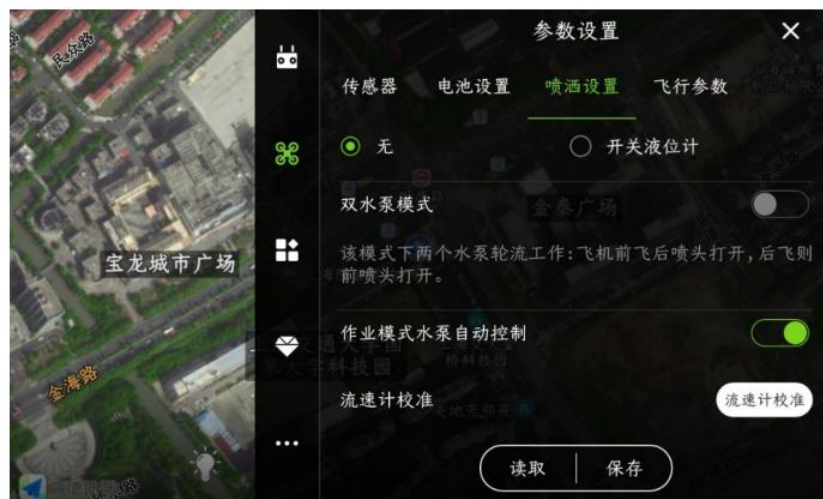 参数设置
传感器 电池设置 喷洒设置 飞行参数
无 开关液位计
双水泵模式
金泰广场
该模式下两个水泵轮流工作:飞机前飞后喷头打开,后飞则
前喷头打开。
作业模式水泵自动控制
流速计校准 流速计校准
读取 保存
民众路
宝龙城市广场
金海路